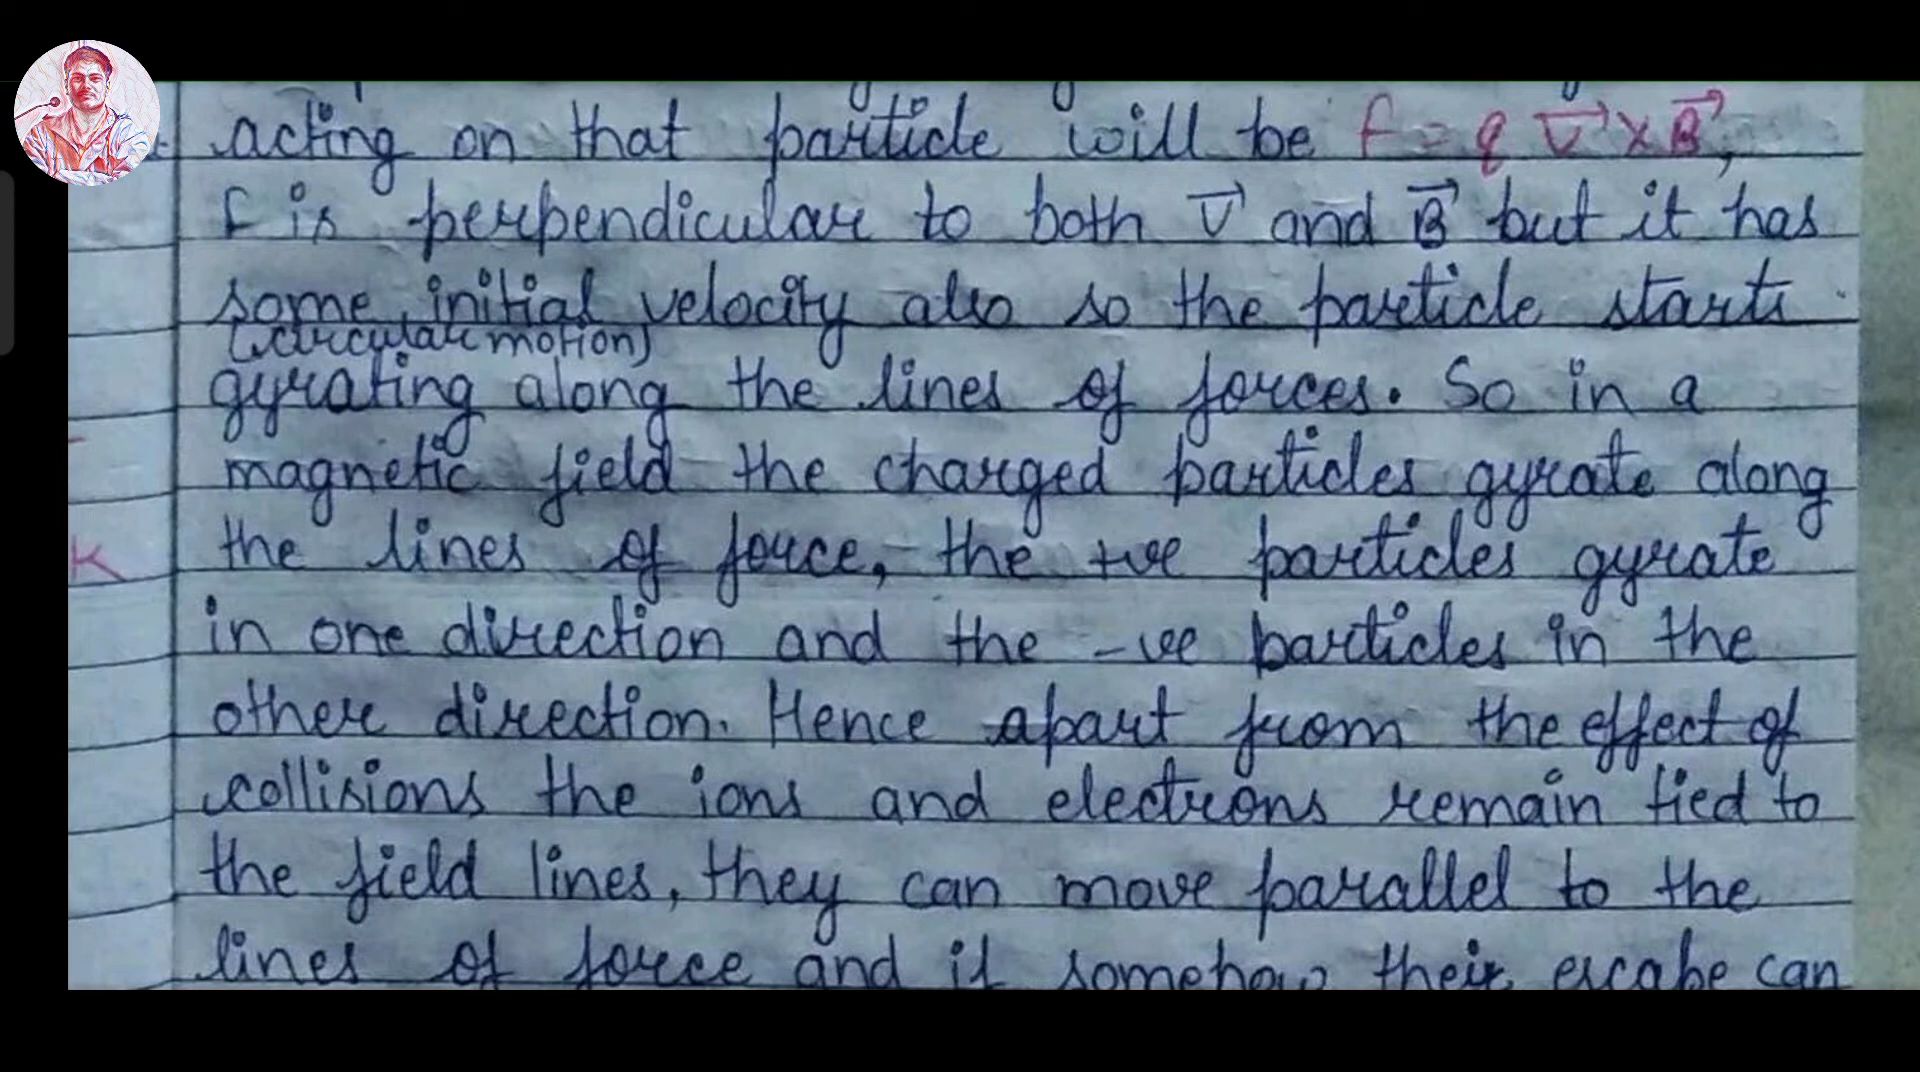 acting on that particle will be F = q V⃗ × B⃗,
F is perpendicular to both V⃗ and B⃗ but it has
some initial velocity also so the particle starts
(circular motion)
gyrating along the lines of forces. So in a
magnetic field the charged particles gyrate along
the lines of force, the +ve particles gyrate
in one direction and the -ve particles in the
other direction. Hence apart from the effect of
collisions the ions and electrons remain tied to
the field lines, they can move parallel to the
lines of force and if somehow their escape can
K